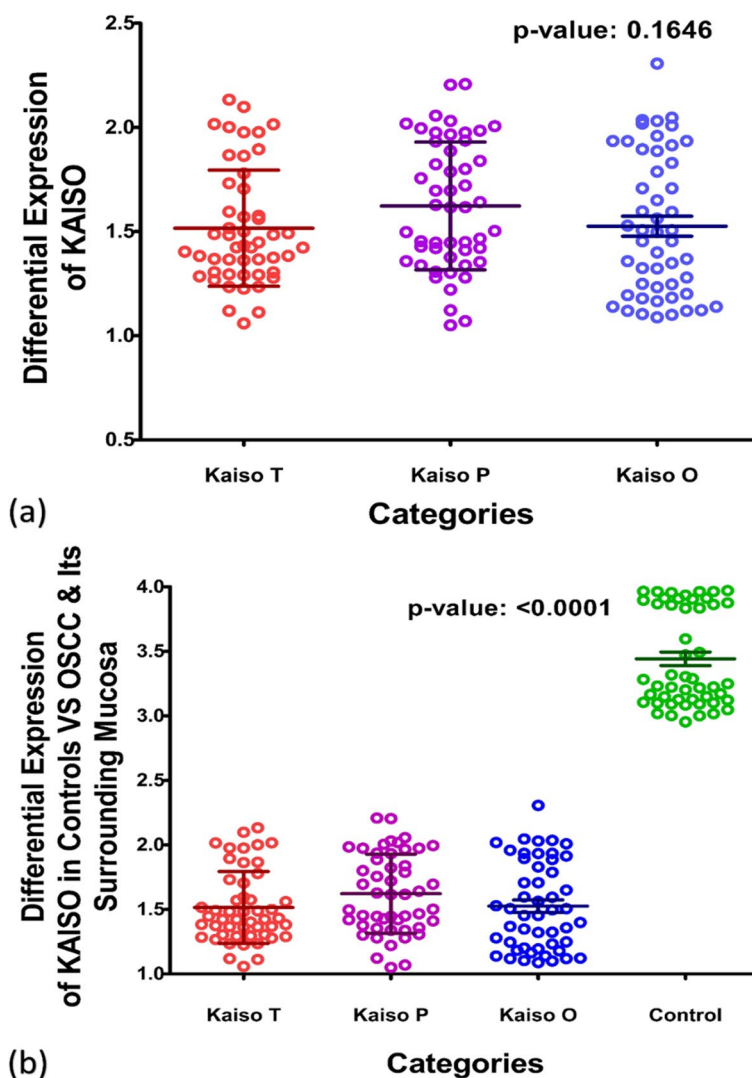 p-value: 0.1646
Differential Expression
of KAISO
2.5
2.0
1.5
1.0
0.5
Kaiso T Kaiso P Kaiso O
(a)
Categories
p-value: <0.0001
Differential Expression
of KAISO in Controls VS OSCC & Its
Surrounding Mucosa
4.0
3.5
3.0
2.5
2.0
1.5
1.0
Kaiso T Kaiso P Kaiso O Control
(b)
Categories